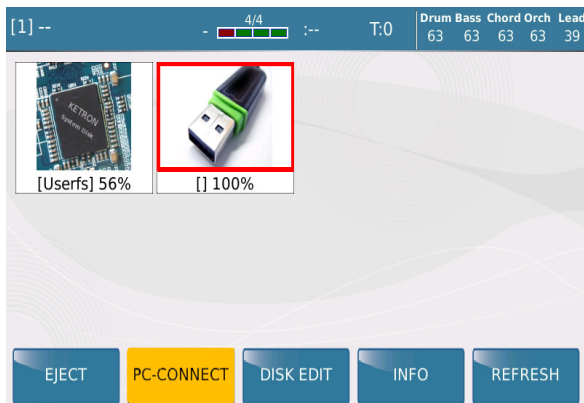 [1] --
- 4/4 :--
T:0
Drum Bass Chord Orch Lead
63 63 63 63 39
KETRON
System Disk
[Userfs] 56%
[] 100%
EJECT
PC-CONNECT
DISK EDIT
INFO
REFRESH